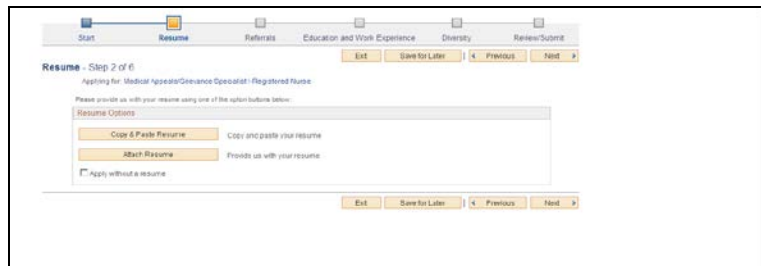 Start Resume Referrals Education and Work Experience Diversity Review/Submit
Exit Save for Later | Previous Next
Resume - Step 2 of 6
Applying for: Medical Appeals/Grievance Specialist I Registered Nurse
Please provide us with your resume using one of the option buttons below:
Resume Options
Copy & Paste Resume Copy and paste your resume
Attach Resume Provide us with your resume
Apply without a resume
Exit Save for Later | Previous Next